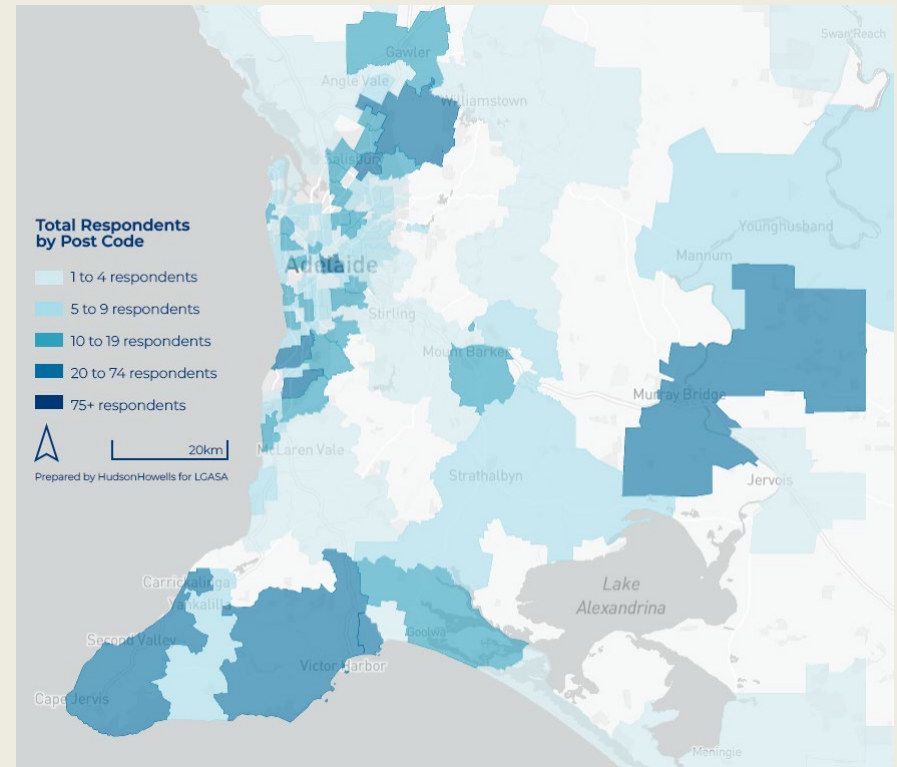 Swan Reach
Gawler
Angle Vale
Williamstown
Salisbury
Total Respondents
by Post Code
1 to 4 respondents
5 to 9 respondents
10 to 19 respondents
20 to 74 respondents
75+ respondents
20km
Prepared by HudsonHowells for LGASA
Younghusband
Mannum
Adelaide
Stirling
Mount Barker
Murray Bridge
McLaren Vale
Strathalbyn
Jervois
Carrickalinga
Yankalilla
Lake
Alexandrina
Second Valley
Goolwa
Victor Harbor
Cape Jervis
Meningie